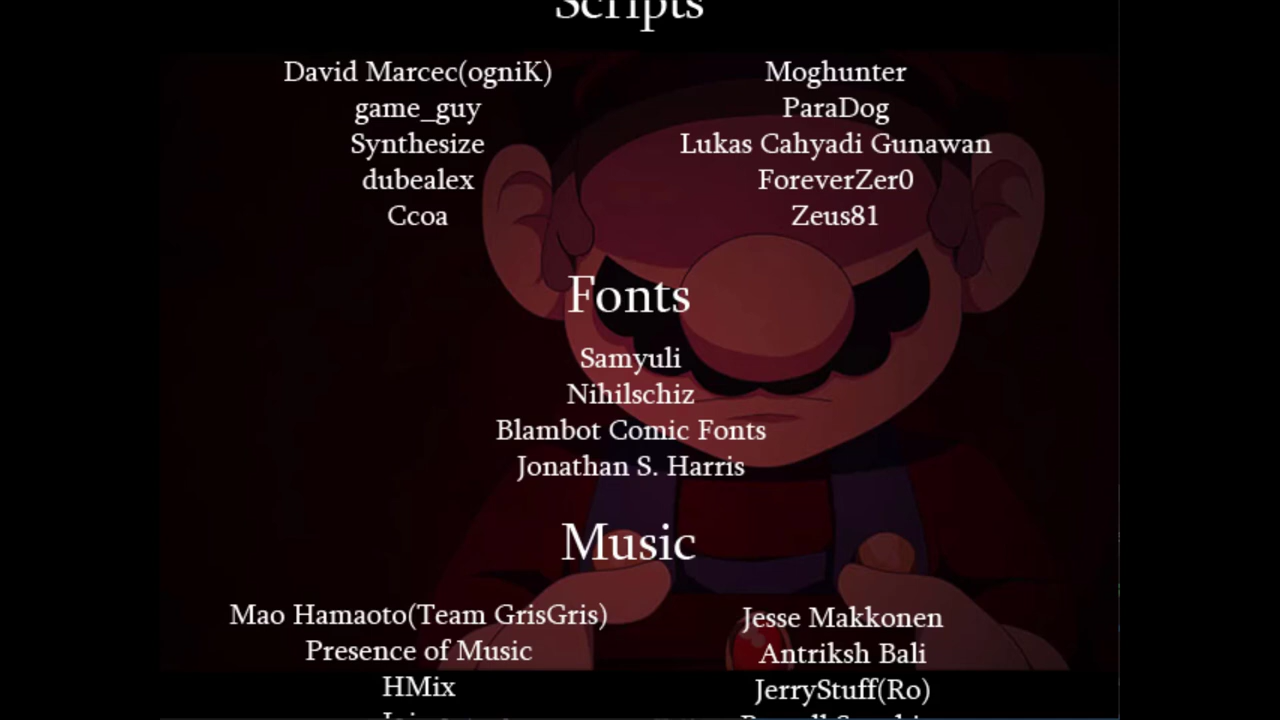 Scripts
David Marcec(ogniK)
game_guy
Synthesize
dubealex
Ccoa
Moghunter
ParaDog
Lukas Cahyadi Gunawan
ForeverZer0
Zeus81
Fonts
Samyuli
Nihilschiz
Blambot Comic Fonts
Jonathan S. Harris
Music
Mao Hamaoto(Team GrisGris)
Presence of Music
HMix
Jesse Makkonen
Antriksh Bali
JerryStuff(Ro)